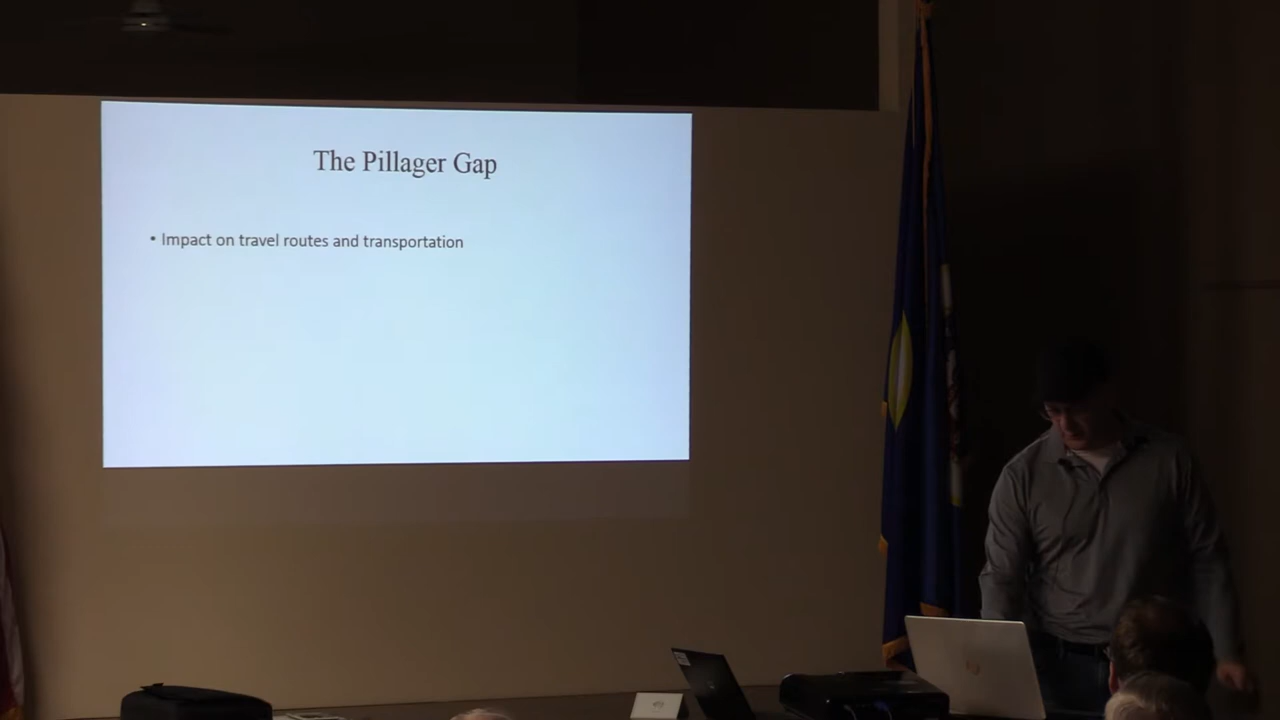 The Pillager Gap
• Impact on travel routes and transportation